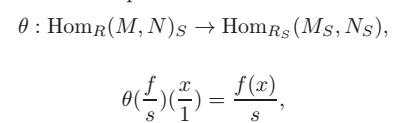 θ : Hom_R(M, N)_S → Hom_{R_S}(M_S, N_S),
θ(f/s)(x/1) = f(x)/s,